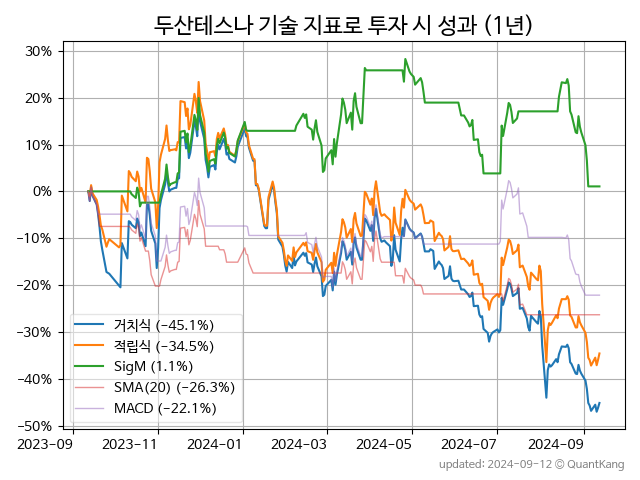 두산테스나 기술 지표로 투자 시 성과 (1년)
30%
20%
10%
0%
−10%
−20%
−30%
−40%
−50%
거치식 (−45.1%)
적립식 (−34.5%)
SigM (1.1%)
SMA(20) (−26.3%)
MACD (−22.1%)
2023-09 2023-11 2024-01 2024-03 2024-05 2024-07 2024-09
updated: 2024-09-12 © QuantKang